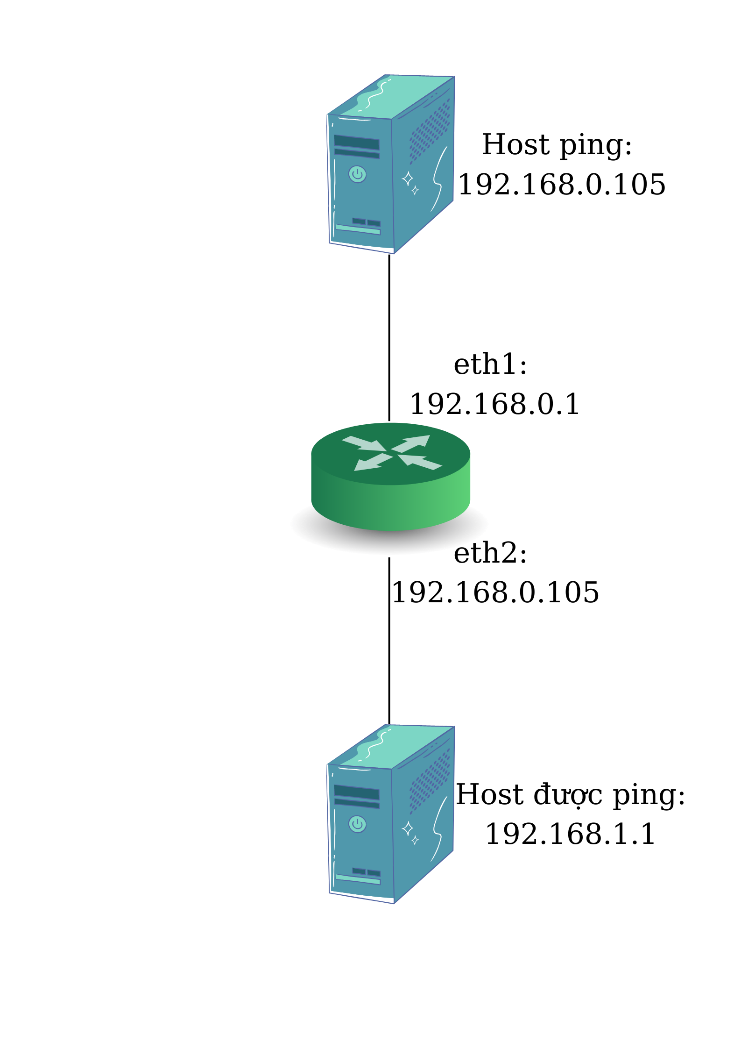 Host ping:
192.168.0.105
eth1:
192.168.0.1
eth2:
192.168.0.105
Host được ping:
192.168.1.1